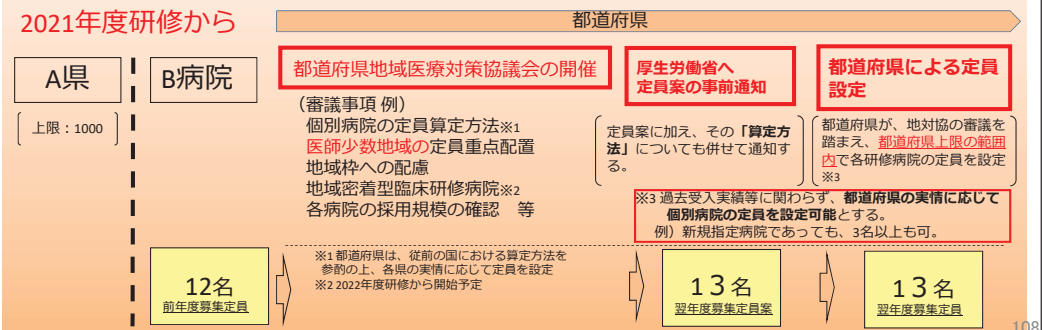 2021年度研修から
都道府県
A県
上限：1000
B病院
都道府県地域医療対策協議会の開催
（審議事項 例）
個別病院の定員算定方法※1
医師少数地域の定員重点配置
地域枠への配慮
地域密着型臨床研修病院※2
各病院の採用規模の確認　等
厚生労働省へ
定員案の事前通知
定員案に加え、その「算定方
法」についても併せて通知す
る。
都道府県による定員
設定
都道府県が、地対協の審議を
踏まえ、都道府県上限の範囲
内で各研修病院の定員を設定
※3
※3 過去受入実績等に関わらず、都道府県の実情に応じて
個別病院の定員を設定可能とする。
例）新規指定病院であっても、3名以上も可。
※1 都道府県は、従前の国における算定方法を
参酌の上、各県の実情に応じて定員を設定
※2 2022年度研修から開始予定
12名
前年度募集定員
１３名
翌年度募集定員案
１３名
翌年度募集定員
108